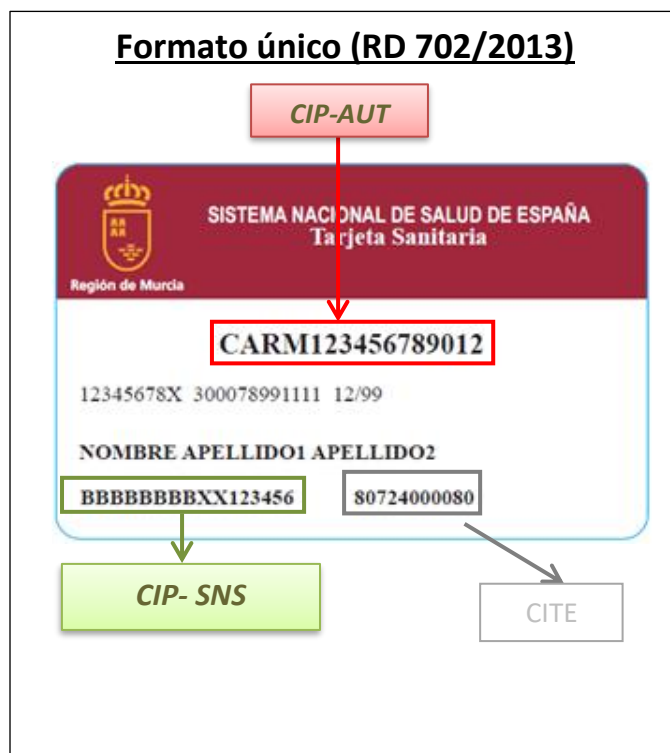 Formato único (RD 702/2013)
CIP-AUT
SISTEMA NACIONAL DE SALUD DE ESPAÑA
Tarjeta Sanitaria
Región de Murcia
CARM123456789012
12345678X 300078991111 12/99
NOMBRE APELLIDO1 APELLIDO2
BBBBBBBBXX123456 80724000080
CIP- SNS
CITE